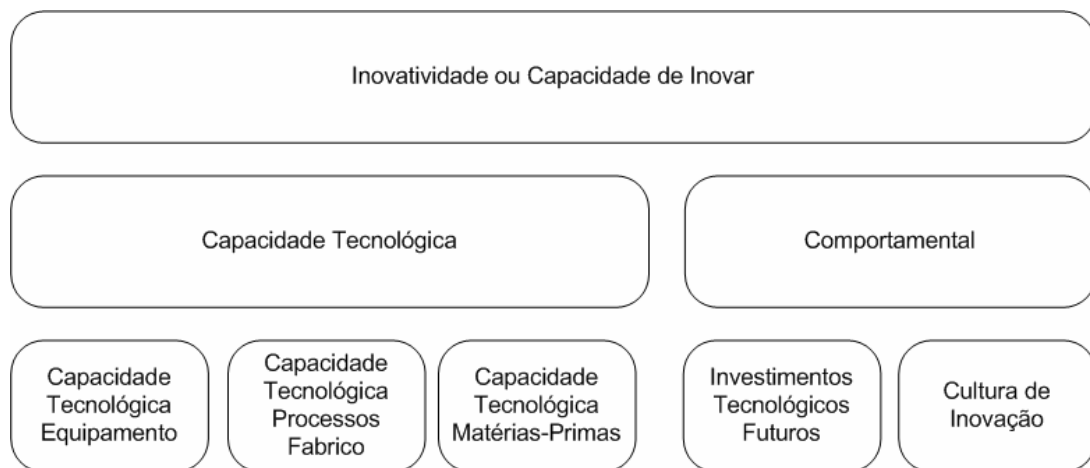 Inovatividade ou Capacidade de Inovar
Capacidade Tecnológica
Comportamental
Capacidade
Tecnológica
Equipamento
Capacidade
Tecnológica
Processos
Fabrico
Capacidade
Tecnológica
Matérias-Primas
Investimentos
Tecnológicos
Futuros
Cultura de
Inovação